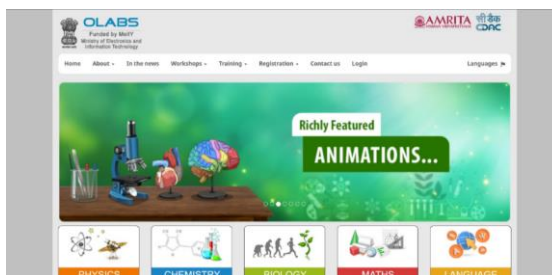 OLABS
Funded by MeitY
Ministry of Electronics and
Information Technology
AMRITA
सी डैक
CDAC
Home About In the news Workshops Training Registration Contact us Login Languages
Richly Featured
ANIMATIONS...
PHYSICS CHEMISTRY BIOLOGY MATHS LANGUAGE